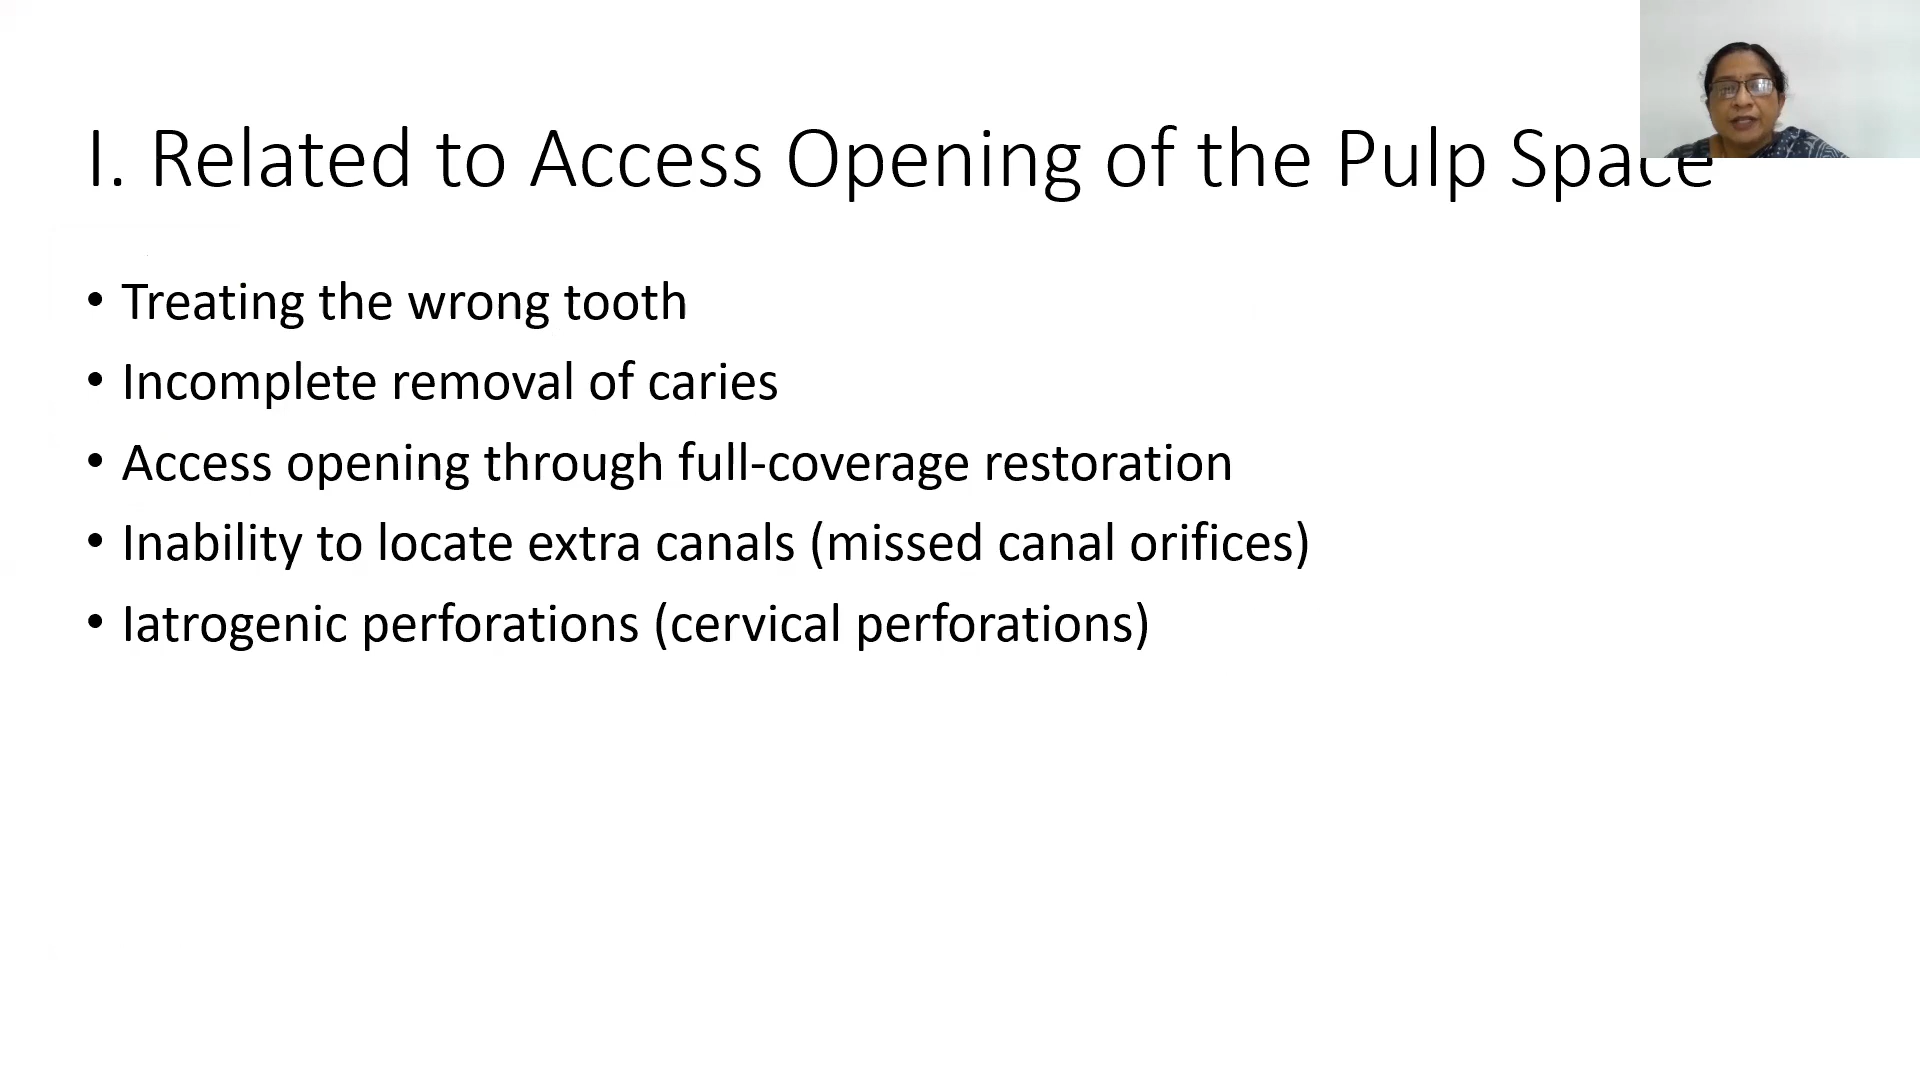 I. Related to Access Opening of the Pulp Space
• Treating the wrong tooth
• Incomplete removal of caries
• Access opening through full-coverage restoration
• Inability to locate extra canals (missed canal orifices)
• Iatrogenic perforations (cervical perforations)